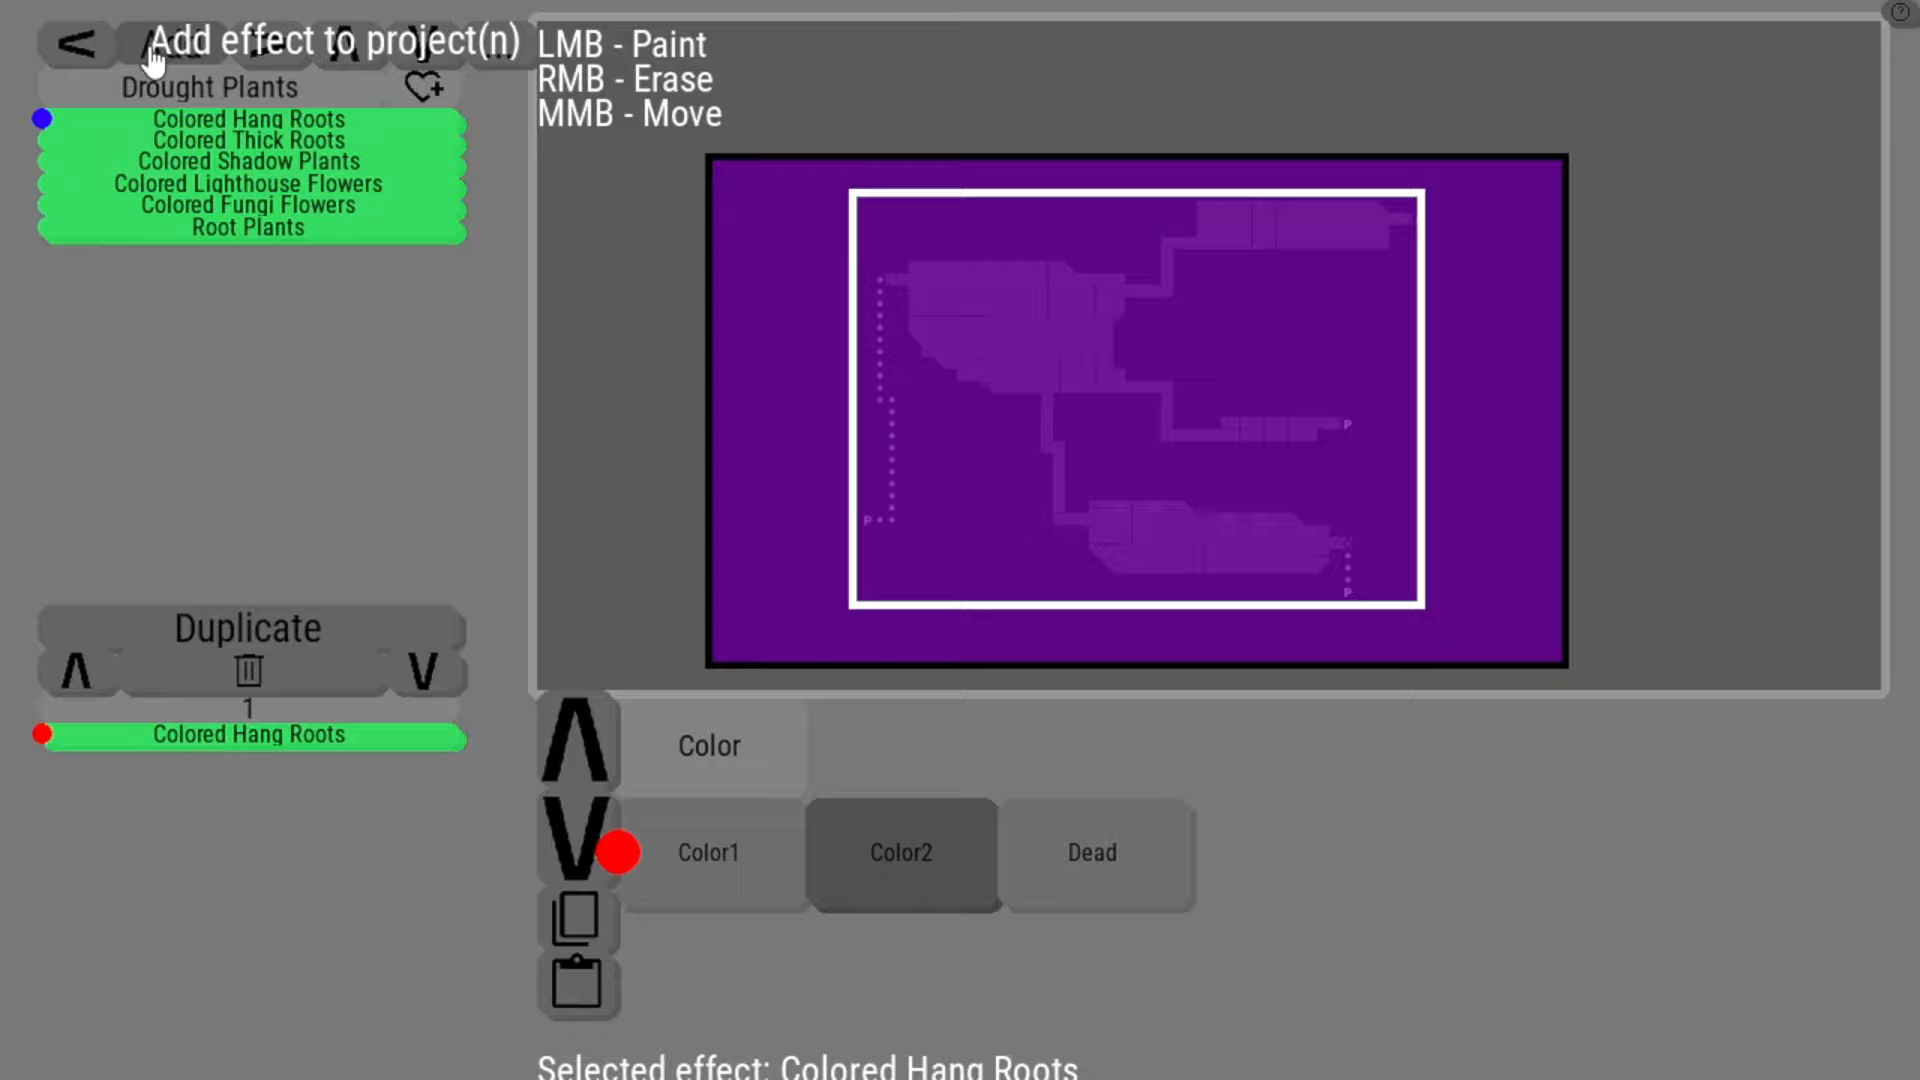 <
Add effect to project(n)
LMB - Paint
RMB - Erase
MMB - Move
Drought Plants
Colored Hang Roots
Colored Thick Roots
Colored Shadow Plants
Colored Lighthouse Flowers
Colored Fungi Flowers
Root Plants
P
P
P
Duplicate
1
Colored Hang Roots
Color
Color1
Color2
Dead
Selected effect: Colored Hang Roots